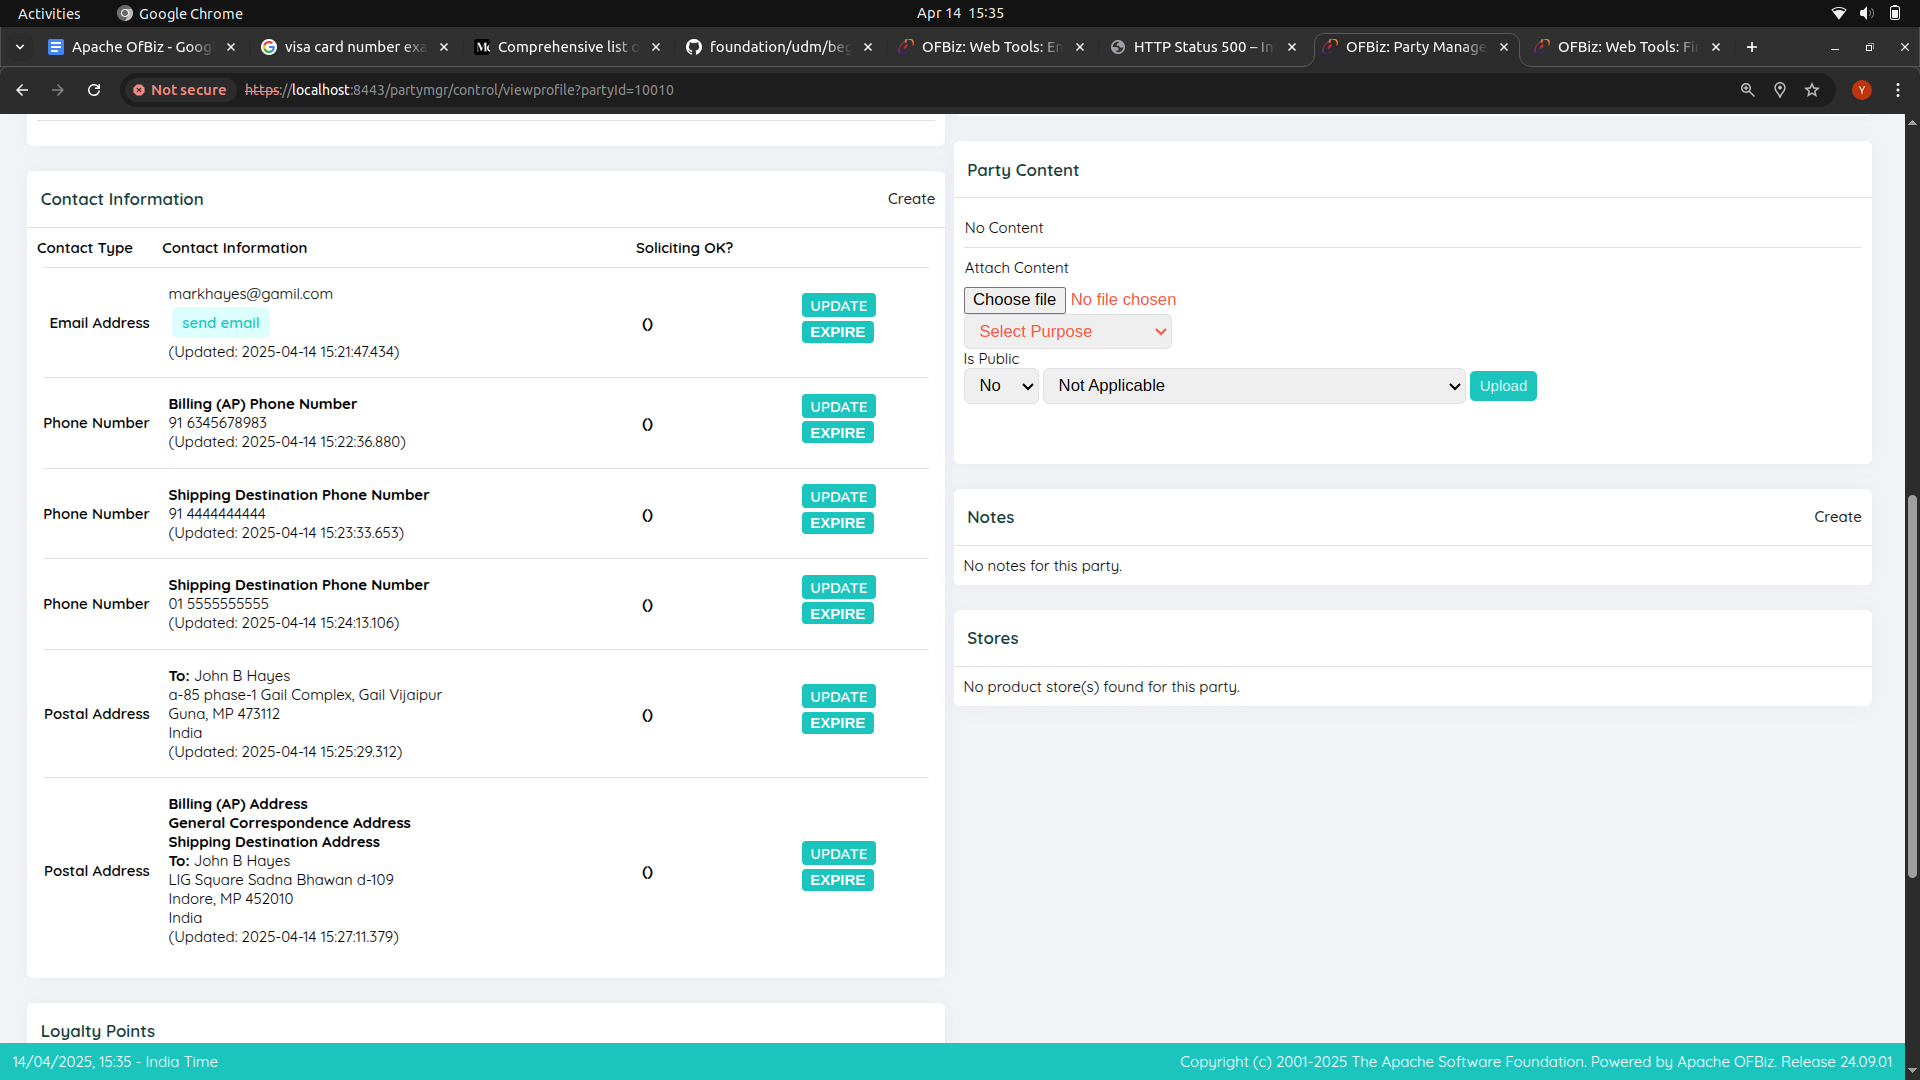 Activities
Google Chrome
Apr 14 15:35
Apache OfBiz - Goog
visa card number exa
Comprehensive list o
foundation/udm/beg
OFBiz: Web Tools: En
HTTP Status 500 – In
OFBiz: Party Manage
OFBiz: Web Tools: Fi
Not secure
https://localhost:8443/partymgr/control/viewprofile?partyId=10010
Y
Contact Information
Create
Contact Type
Contact Information
Soliciting OK?
Email Address
markhayes@gamil.com
send email
(Updated: 2025-04-14 15:21:47.434)
()
UPDATE
EXPIRE
Phone Number
Billing (AP) Phone Number
91 6345678983
(Updated: 2025-04-14 15:22:36.880)
()
UPDATE
EXPIRE
Phone Number
Shipping Destination Phone Number
91 4444444444
(Updated: 2025-04-14 15:23:33.653)
()
UPDATE
EXPIRE
Phone Number
Shipping Destination Phone Number
01 5555555555
(Updated: 2025-04-14 15:24:13.106)
()
UPDATE
EXPIRE
Postal Address
To: John B Hayes
a-85 phase-1 Gail Complex, Gail Vijaipur
Guna, MP 473112
India
(Updated: 2025-04-14 15:25:29.312)
()
UPDATE
EXPIRE
Postal Address
Billing (AP) Address
General Correspondence Address
Shipping Destination Address
To: John B Hayes
LIG Square Sadna Bhawan d-109
Indore, MP 452010
India
(Updated: 2025-04-14 15:27:11.379)
()
UPDATE
EXPIRE
Loyalty Points
Party Content
No Content
Attach Content
Choose file No file chosen
Select Purpose
Is Public
No
Not Applicable
Upload
Notes
Create
No notes for this party.
Stores
No product store(s) found for this party.
14/04/2025, 15:35 - India Time
Copyright (c) 2001-2025 The Apache Software Foundation. Powered by Apache OFBiz. Release 24.09.01